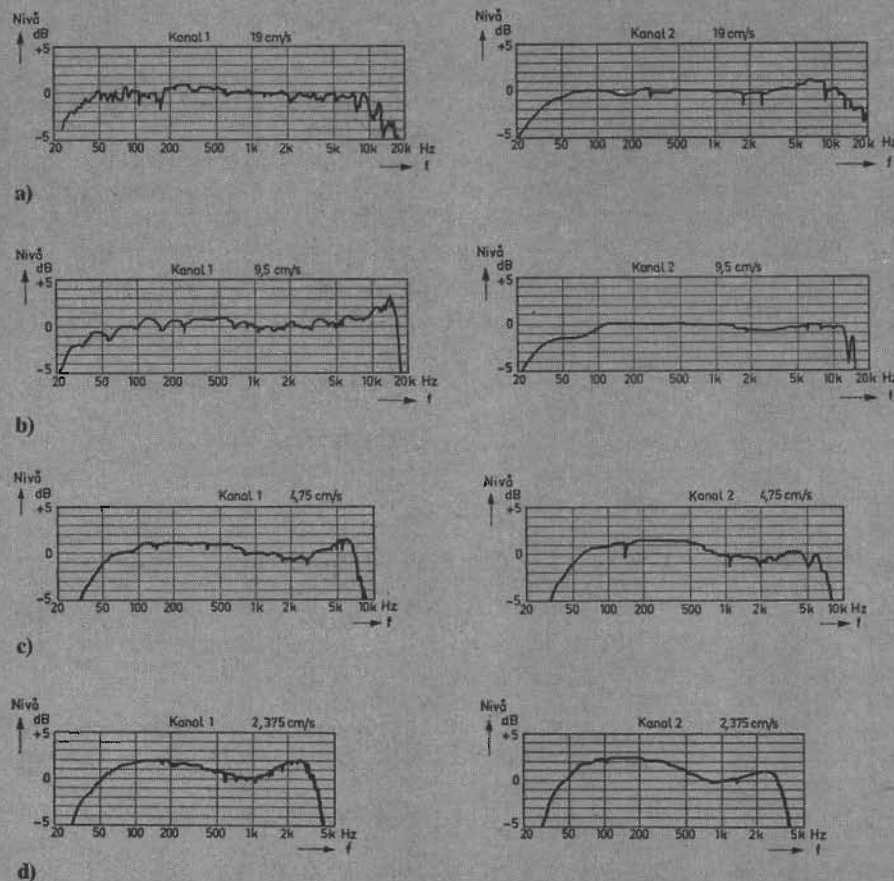 Nivå
dB
Kanal 1 19 cm/s
+5
0
−5
20 50 100 200 500 1k 2k 5k 10k 20k Hz
f
Nivå
dB
Kanal 2 19 cm/s
+5
0
−5
20 50 100 200 500 1k 2k 5k 10k 20k Hz
f
a)
Nivå
dB
Kanal 1 9,5 cm/s
+5
0
−5
20 50 100 200 500 1k 2k 5k 10k 20k Hz
f
Nivå
dB
Kanal 2 9,5 cm/s
+5
0
−5
20 50 100 200 500 1k 2k 5k 10k 20k Hz
f
b)
Nivå
dB
Kanal 1 4,75 cm/s
+5
0
−5
20 50 100 200 500 1k 2k 5k 10k Hz
f
Nivå
dB
Kanal 2 4,75 cm/s
+5
0
−5
20 50 100 200 500 1k 2k 5k 10k Hz
f
c)
Nivå
dB
Kanal 1 2,375 cm/s
+5
0
−5
20 50 100 200 500 1k 2k 5k Hz
f
Nivå
dB
Kanal 2 2,375 cm/s
+5
0
−5
20 50 100 200 500 1k 2k 5k Hz
f
d)